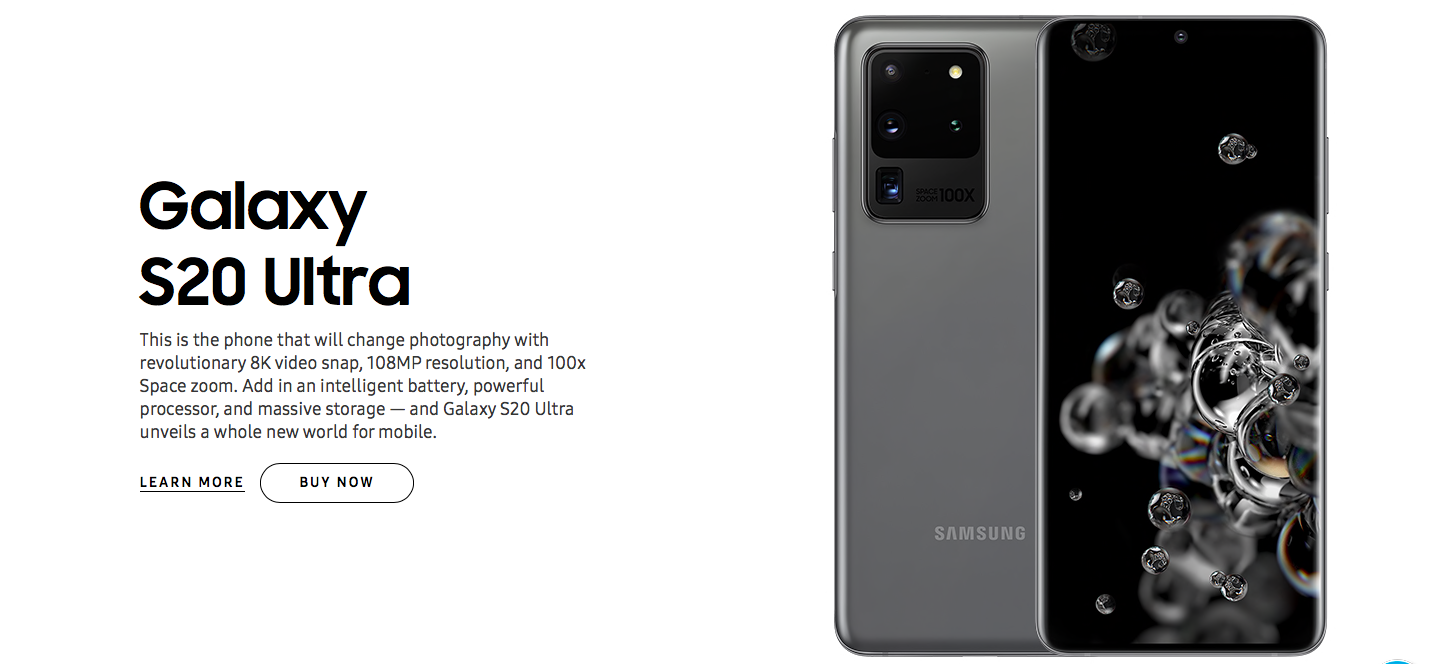 Galaxy
S20 Ultra
This is the phone that will change photography with
revolutionary 8K video snap, 108MP resolution, and 100x
Space zoom. Add in an intelligent battery, powerful
processor, and massive storage — and Galaxy S20 Ultra
unveils a whole new world for mobile.
LEARN MORE BUY NOW
SPACE
ZOOM 100X
SAMSUNG